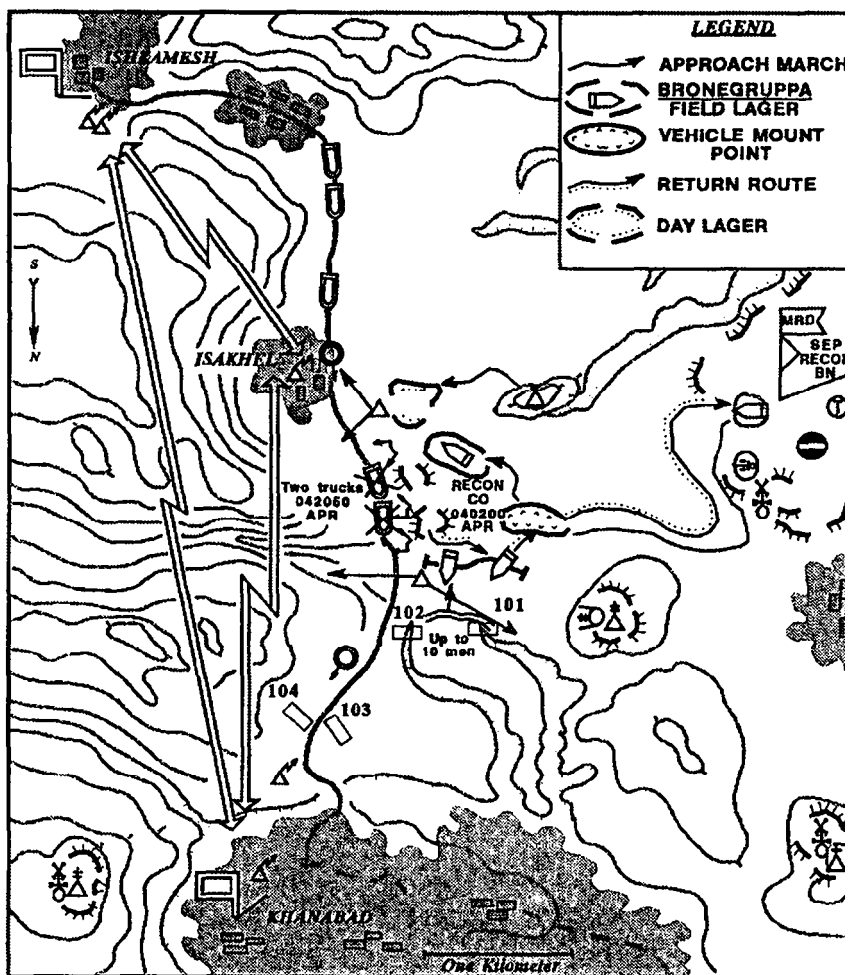 LEGEND
APPROACH MARCH
BRONEGRUPPA
FIELD LAGER
VEHICLE MOUNT
POINT
RETURN ROUTE
DAY LAGER
ISHKAMESH
S
N
ISAKHEL
MRD
SEP
RECON
BN
Two trucks
042050
APR
RECON
CO
040200
APR
102
101
Up to
10 men
104
103
KHANABAD
One Kilometer